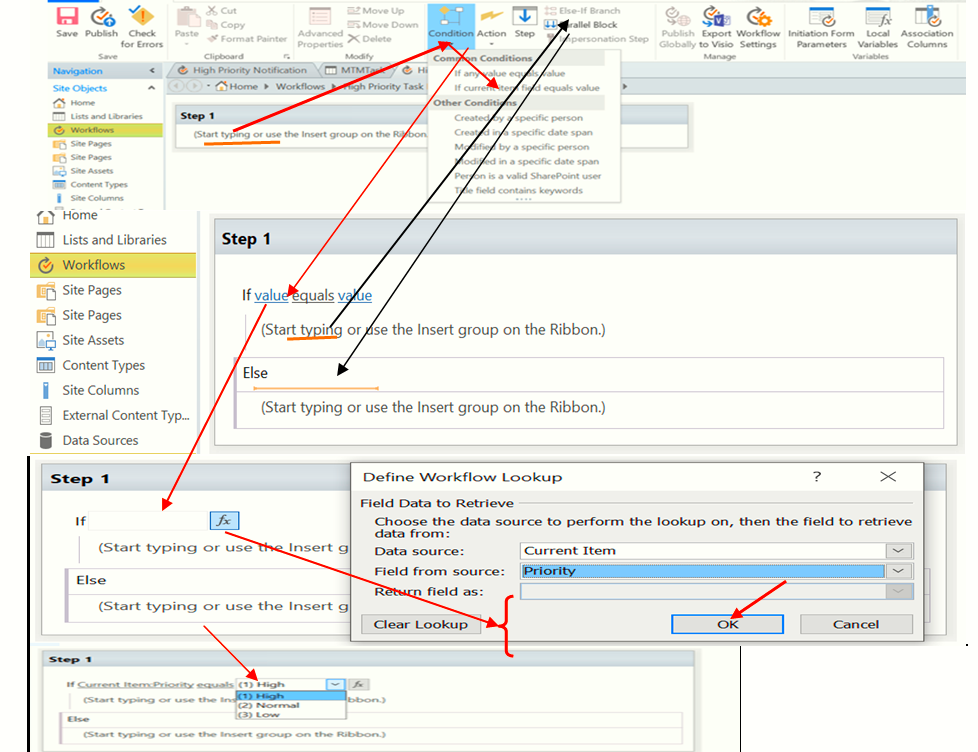 Save Publish Check for Errors
Save
Paste
Cut
Copy
Format Painter
Clipboard
Advanced Properties
Move Up
Move Down
Delete
Modify
Condition Action Step
Else-If Branch
Parallel Block
Impersonation Step
Publish Globally
Export to Visio
Workflow Settings
Manage
Initiation Form Parameters
Local Variables
Association Columns
Variables
Navigation <
Site Objects
Home
Lists and Libraries
Workflows
Site Pages
Site Pages
Site Assets
Content Types
Site Columns
High Priority Notification
MTMTask
Home Workflows High Priority Task
Step 1
(Start typing or use the Insert group on the Ribbon.
Common Conditions
If any value equals value
If current item field equals value
Other Conditions
Created by a specific person
Created in a specific date span
Modified by a specific person
Modified in a specific date span
Person is a valid SharePoint user
Title field contains keywords
Home
Lists and Libraries
Workflows
Site Pages
Site Pages
Site Assets
Content Types
Site Columns
External Content Typ...
Data Sources
Step 1
If value equals value
(Start typing or use the Insert group on the Ribbon.)
Else
(Start typing or use the Insert group on the Ribbon.)
Step 1
If fx
(Start typing or use the Insert g
Else
(Start typing or use the Insert g
Define Workflow Lookup ?
Field Data to Retrieve
Choose the data source to perform the lookup on, then the field to retrieve
data from:
Data source: Current Item
Field from source: Priority
Return field as:
Clear Lookup OK Cancel
Step 1
If Current Item:Priority equals (1) High fx
(1) High
(2) Normal
(3) Low
(Start typing or use the Ins bbon.)
Else
(Start typing or use the Insert group on the Ribbon.)